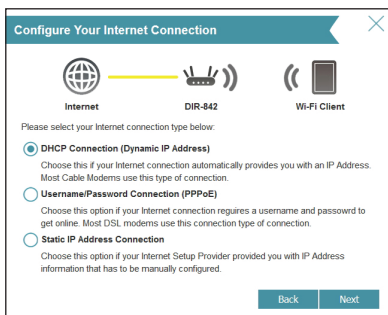 Configure Your Internet Connection
Internet
DIR-842
Wi-Fi Client
Please select your Internet connection type below:
DHCP Connection (Dynamic IP Address)
Choose this if your Internet connection automatically provides you with an IP Address.
Most Cable Modems use this type of connection.
Username/Password Connection (PPPoE)
Choose this option if your Internet connection requires a username and passowrd to
get online. Most DSL modems use this connection type of connection.
Static IP Address Connection
Choose this option if your Internet Setup Provider provided you with IP Address
information that has to be manually configured.
Back
Next